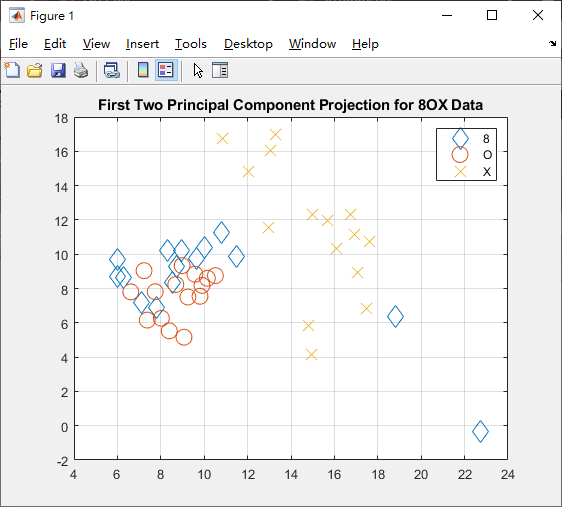 Figure 1
File Edit View Insert Tools Desktop Window Help
First Two Principal Component Projection for 8OX Data
18
16
14
12
10
8
6
4
2
0
-2
4 6 8 10 12 14 16 18 20 22 24
8
O
X